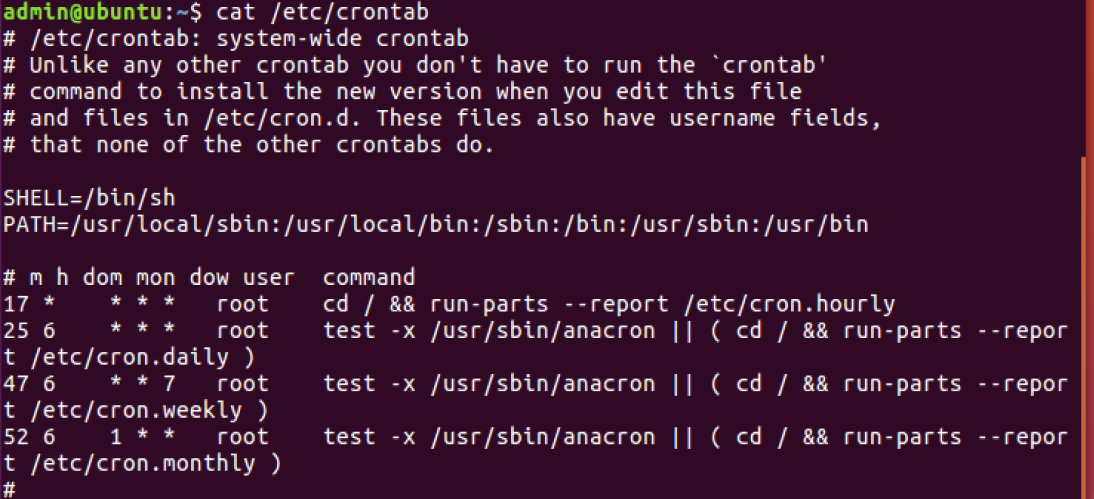 admin@ubuntu:~$ cat /etc/crontab
# /etc/crontab: system-wide crontab
# Unlike any other crontab you don't have to run the `crontab'
# command to install the new version when you edit this file
# and files in /etc/cron.d. These files also have username fields,
# that none of the other crontabs do.

SHELL=/bin/sh
PATH=/usr/local/sbin:/usr/local/bin:/sbin:/bin:/usr/sbin:/usr/bin

# m h dom mon dow user  command
17 *    * * *   root    cd / && run-parts --report /etc/cron.hourly
25 6    * * *   root    test -x /usr/sbin/anacron || ( cd / && run-parts --repor
t /etc/cron.daily )
47 6    * * 7   root    test -x /usr/sbin/anacron || ( cd / && run-parts --repor
t /etc/cron.weekly )
52 6    1 * *   root    test -x /usr/sbin/anacron || ( cd / && run-parts --repor
t /etc/cron.monthly )
#